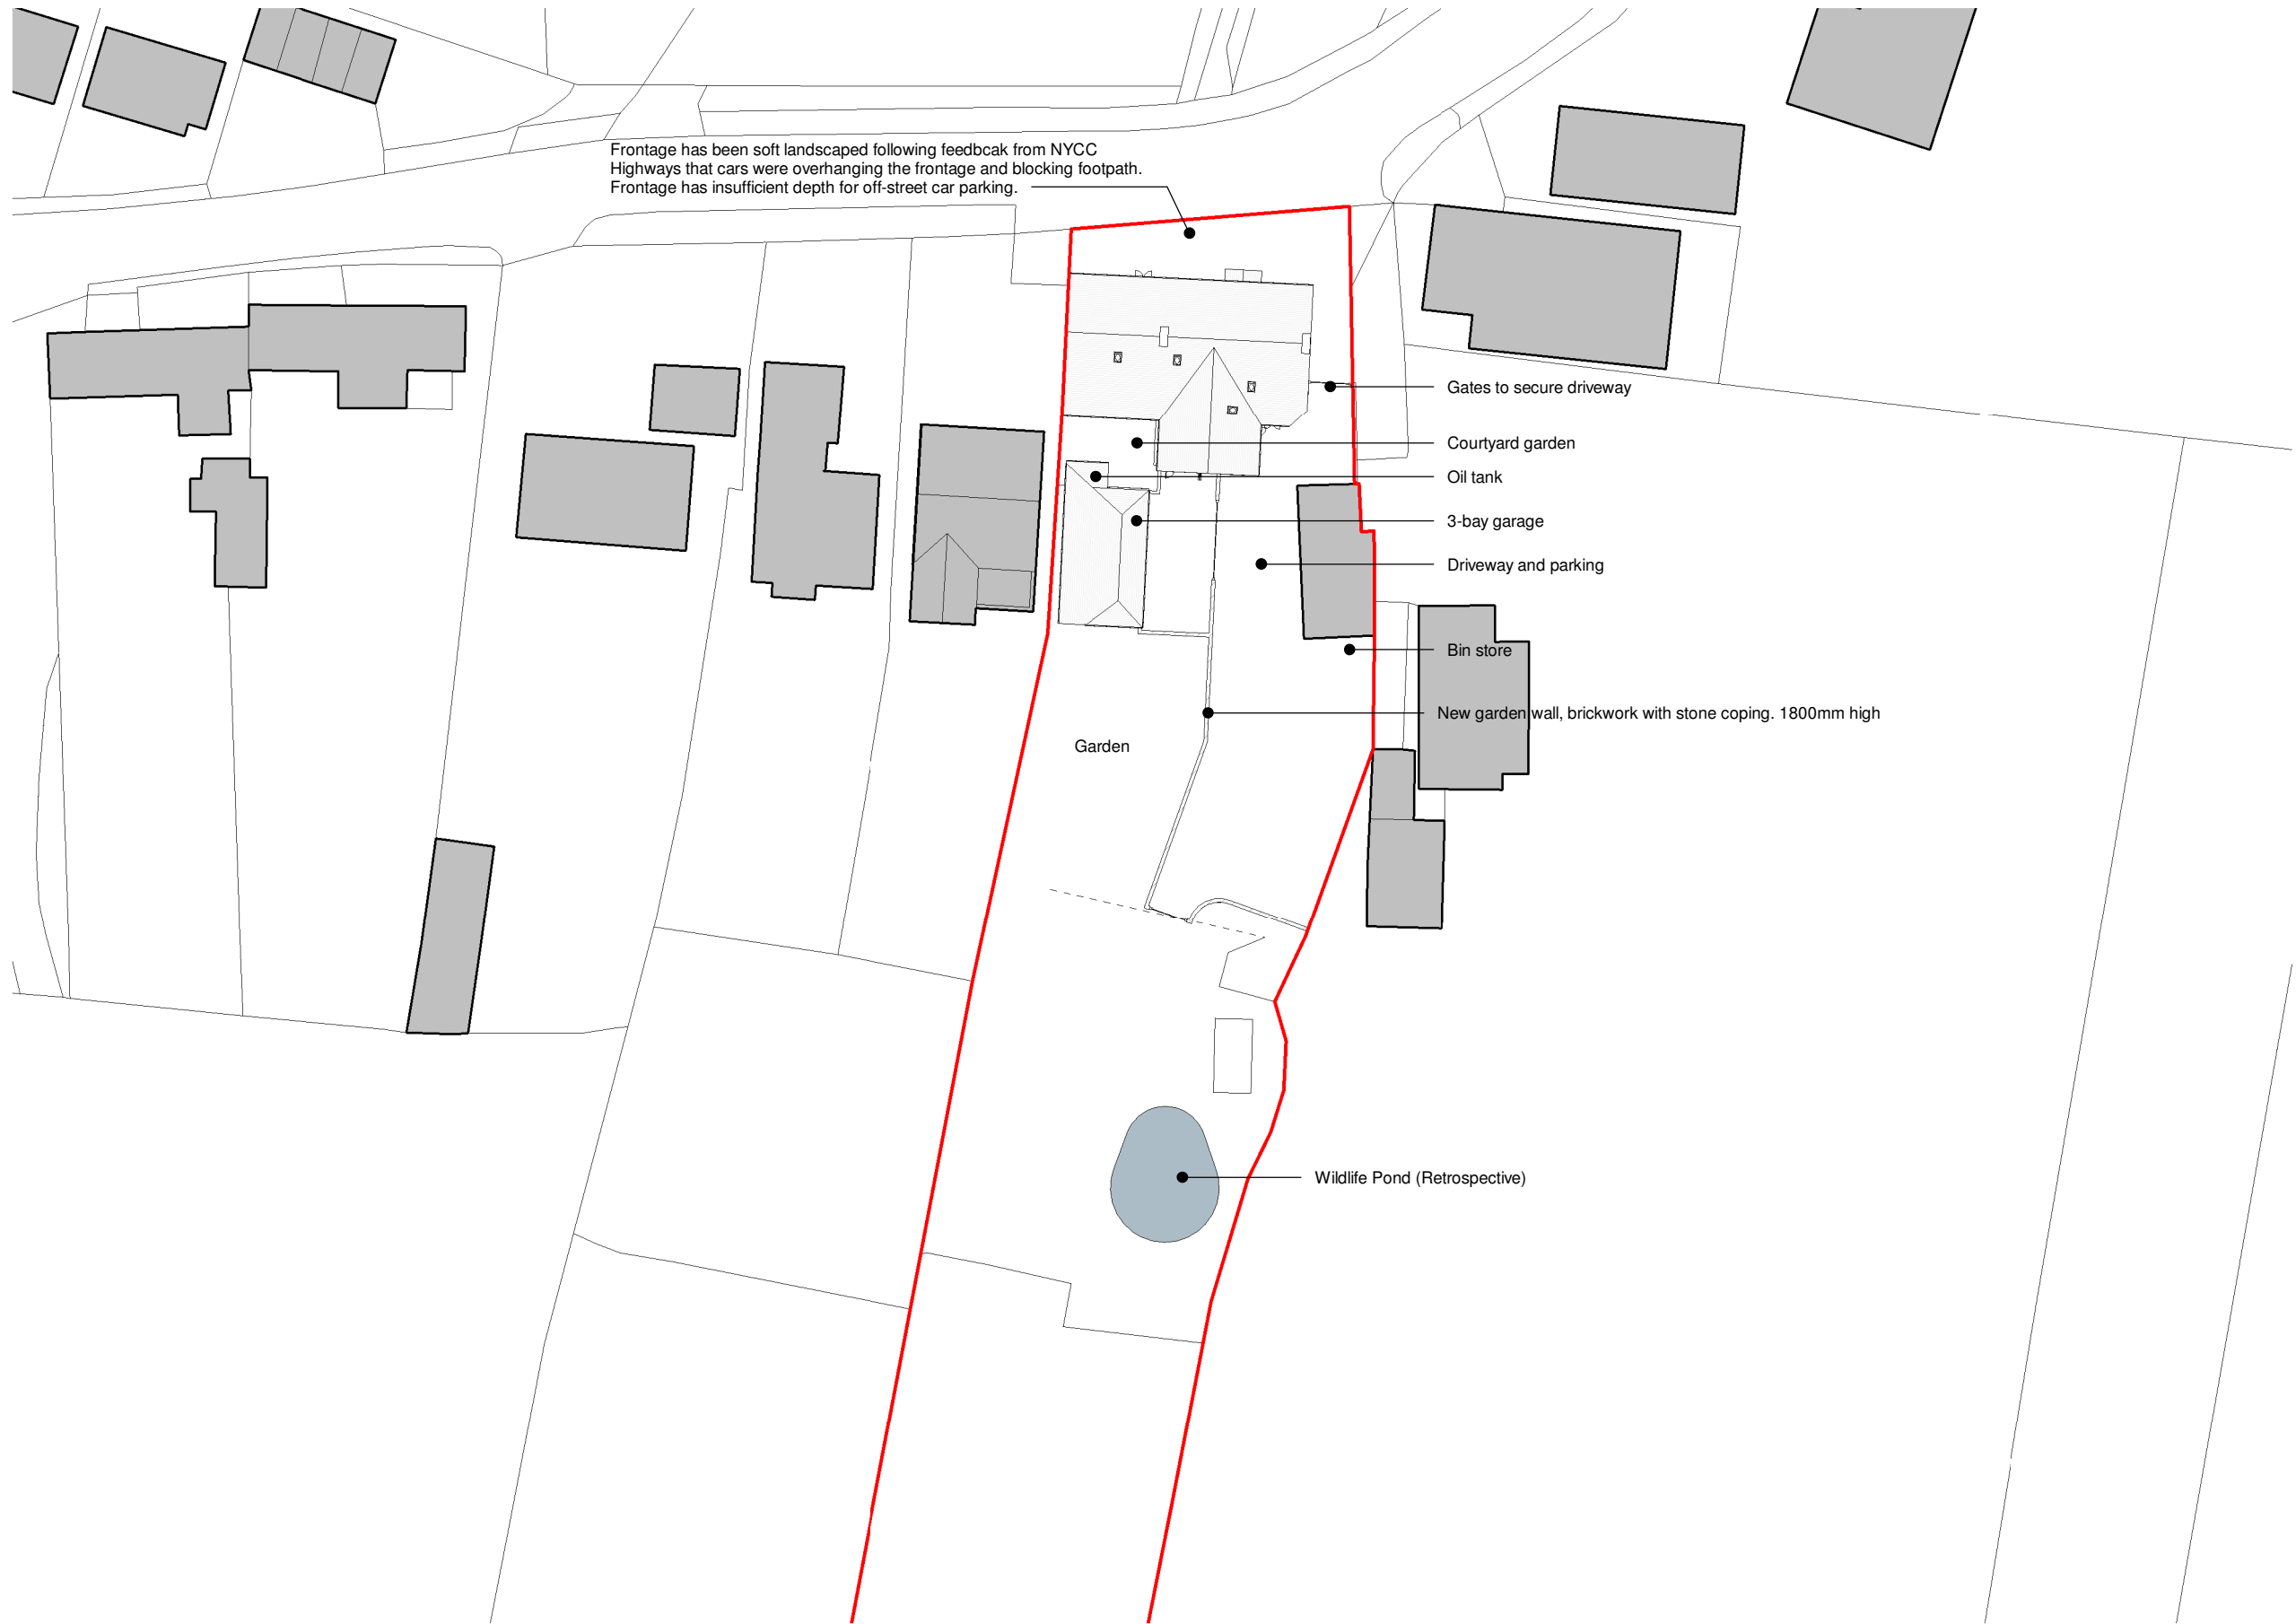 Frontage has been soft landscaped following feedbcak from NYCC
Highways that cars were overhanging the frontage and blocking footpath.
Frontage has insufficient depth for off-street car parking.
Gates to secure driveway
Courtyard garden
Oil tank
3-bay garage
Driveway and parking
Bin store
New garden wall, brickwork with stone coping. 1800mm high
Garden
Wildlife Pond (Retrospective)